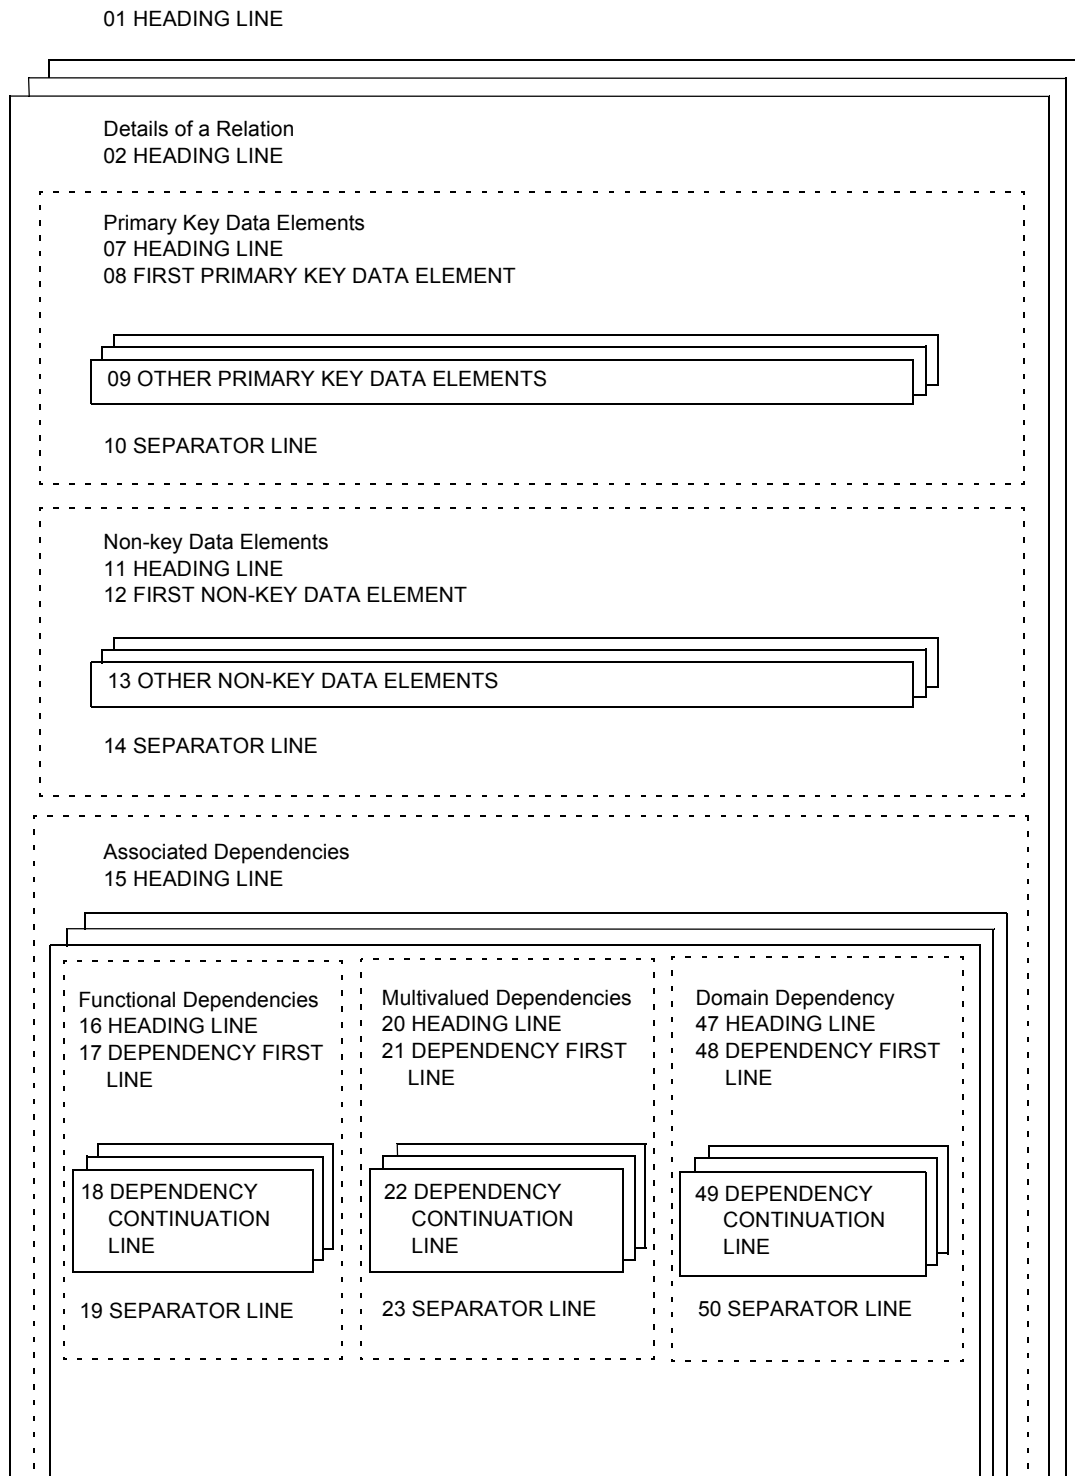 01 HEADING LINE
Details of a Relation
02 HEADING LINE
Primary Key Data Elements
07 HEADING LINE
08 FIRST PRIMARY KEY DATA ELEMENT
09 OTHER PRIMARY KEY DATA ELEMENTS
10 SEPARATOR LINE
Non-key Data Elements
11 HEADING LINE
12 FIRST NON-KEY DATA ELEMENT
13 OTHER NON-KEY DATA ELEMENTS
14 SEPARATOR LINE
Associated Dependencies
15 HEADING LINE
Functional Dependencies
16 HEADING LINE
17 DEPENDENCY FIRST
LINE
18 DEPENDENCY
CONTINUATION
LINE
19 SEPARATOR LINE
Multivalued Dependencies
20 HEADING LINE
21 DEPENDENCY FIRST
LINE
22 DEPENDENCY
CONTINUATION
LINE
23 SEPARATOR LINE
Domain Dependency
47 HEADING LINE
48 DEPENDENCY FIRST
LINE
49 DEPENDENCY
CONTINUATION
LINE
50 SEPARATOR LINE